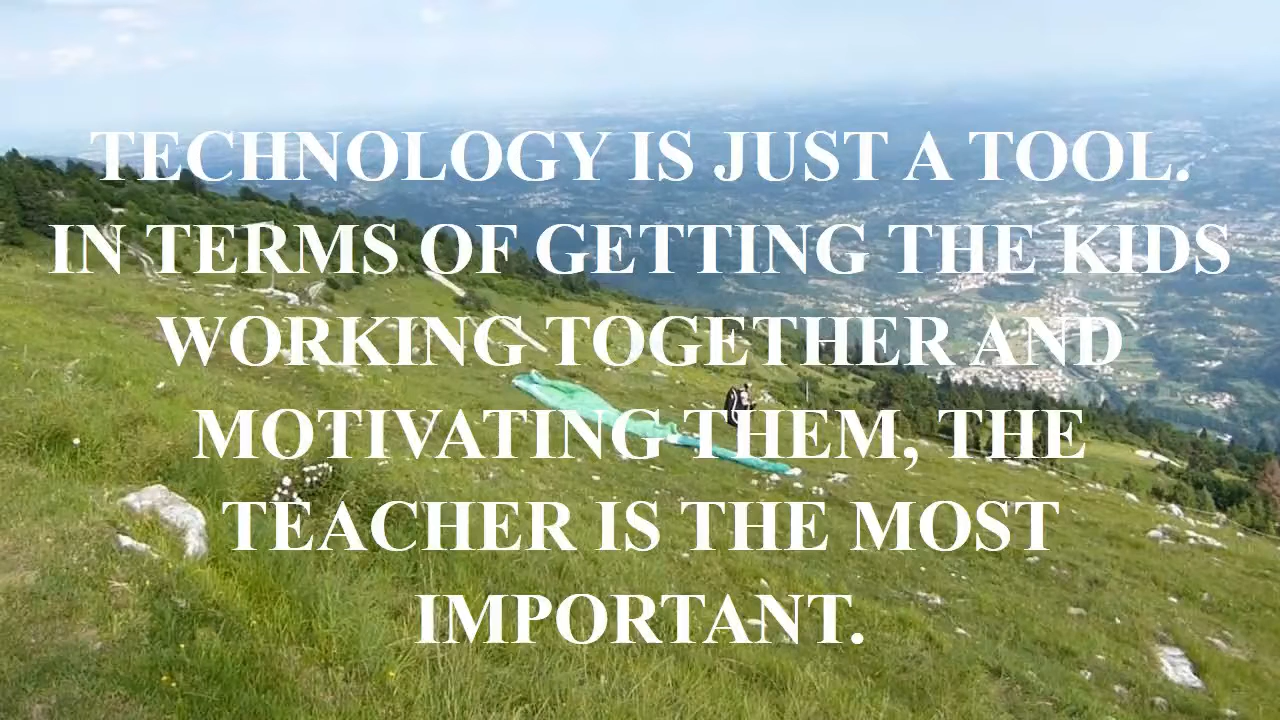 TECHNOLOGY IS JUST A TOOL.
IN TERMS OF GETTING THE KIDS
WORKING TOGETHER AND
MOTIVATING THEM, THE
TEACHER IS THE MOST
IMPORTANT.